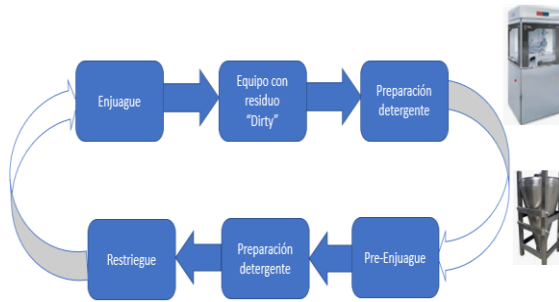 Enjuague
Equipo con
residuo
“Dirty”
Preparación
detergente
Restriegue
Preparación
detergente
Pre-Enjuague